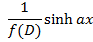 1/f(D) sinh ax